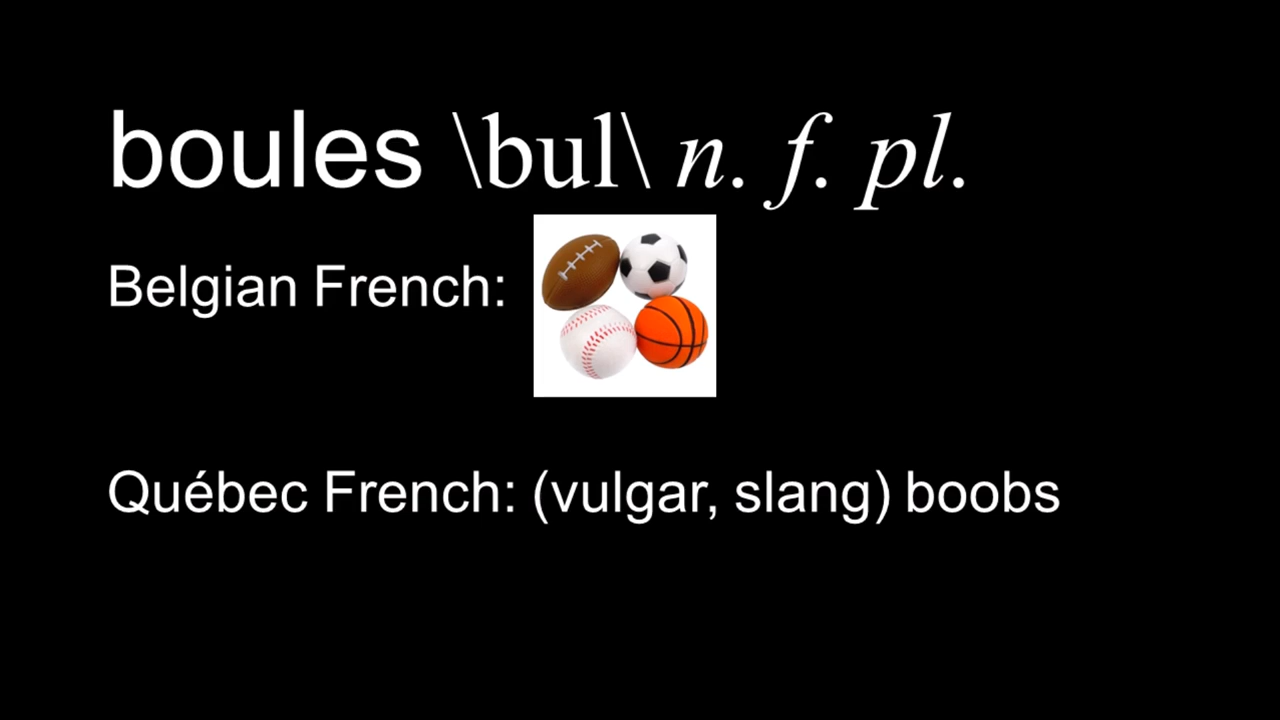 boules \bul\ n. f. pl.
Belgian French:
Québec French: (vulgar, slang) boobs